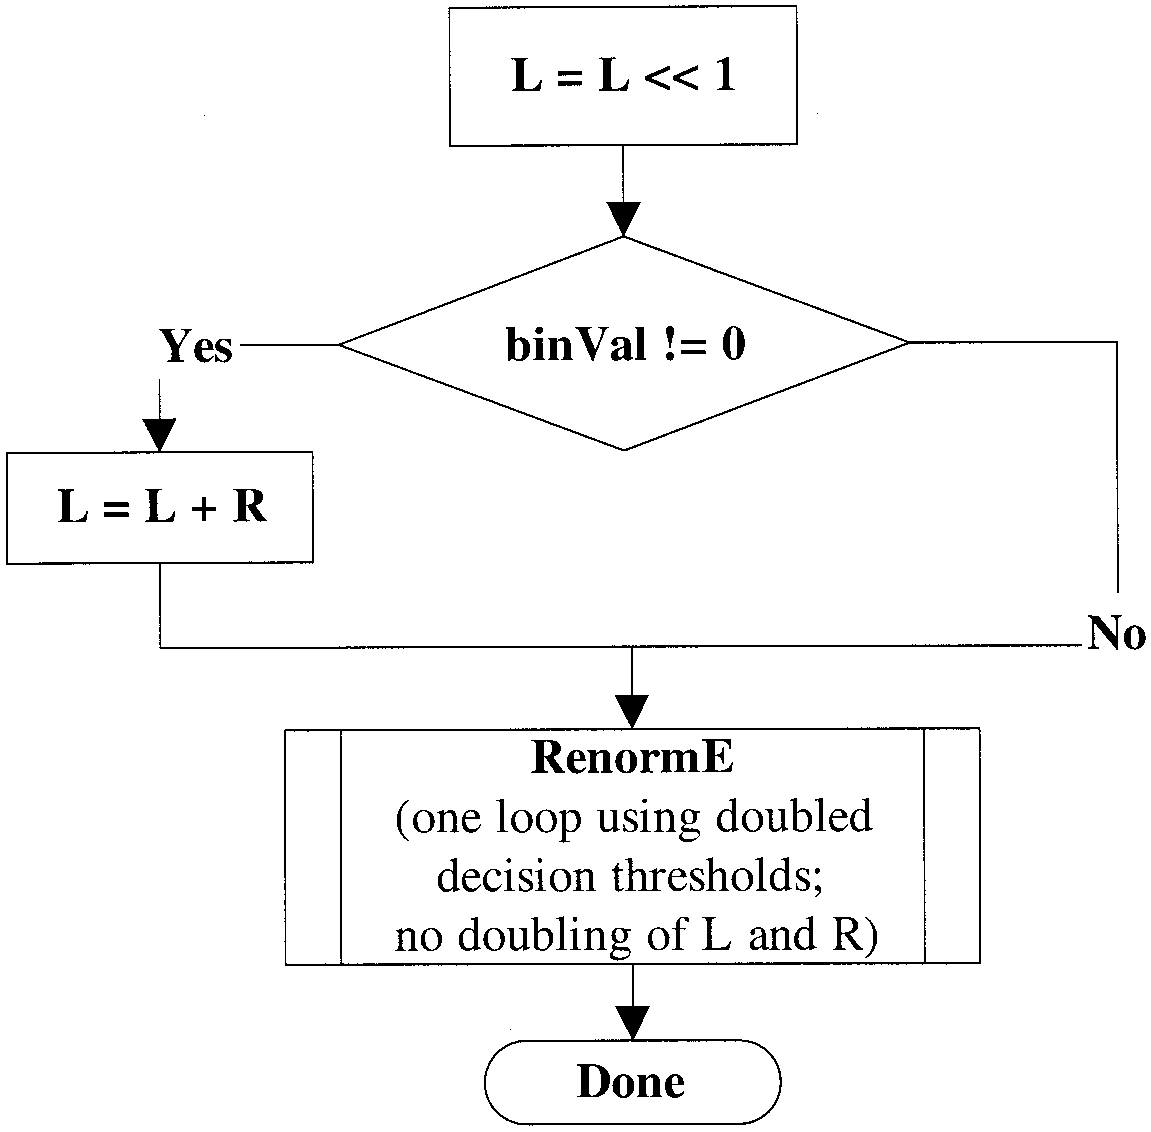 L = L << 1
binVal != 0
Yes
L = L + R
No
RenormE
(one loop using doubled
decision thresholds;
no doubling of L and R)
Done